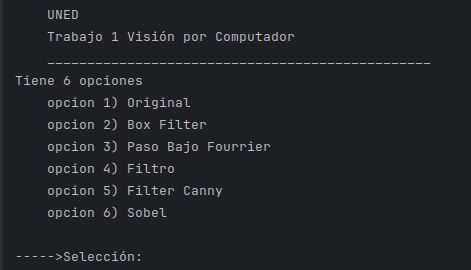 UNED
Trabajo 1 Visión por Computador
________________________________________________
Tiene 6 opciones
opcion 1) Original
opcion 2) Box Filter
opcion 3) Paso Bajo Fourrier
opcion 4) Filtro
opcion 5) Filter Canny
opcion 6) Sobel
----->Selección: